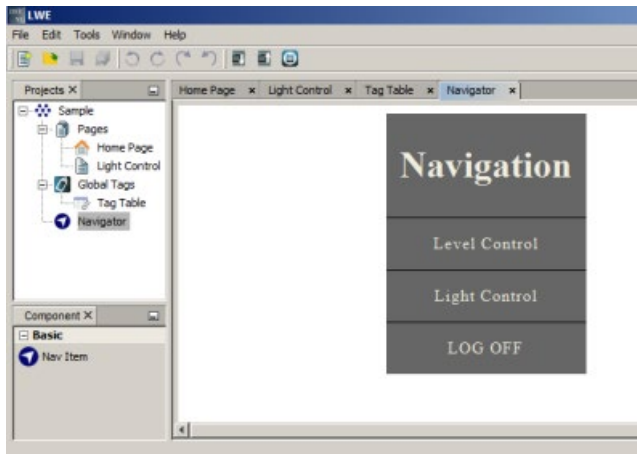 LWE
File Edit Tools Window Help
Projects
Home Page Light Control Tag Table Navigator
Sample
Pages
Home Page
Light Control
Global Tags
Tag Table
Navigator
Navigation
Level Control
Light Control
LOG OFF
Component
Basic
Nav Item